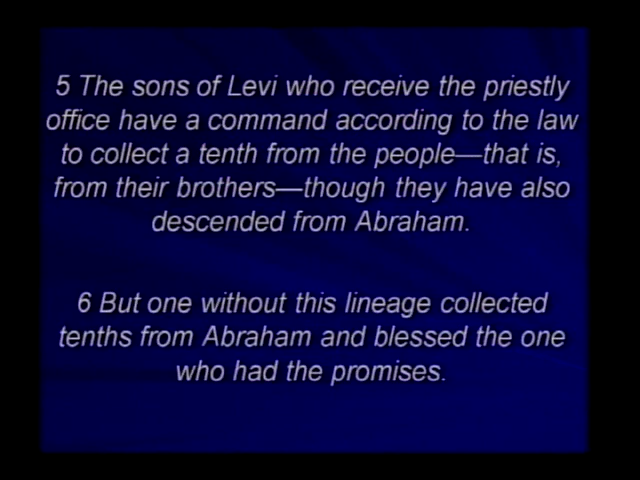 5 The sons of Levi who receive the priestly
office have a command according to the law
to collect a tenth from the people—that is,
from their brothers—though they have also
descended from Abraham.
6 But one without this lineage collected
tenths from Abraham and blessed the one
who had the promises.